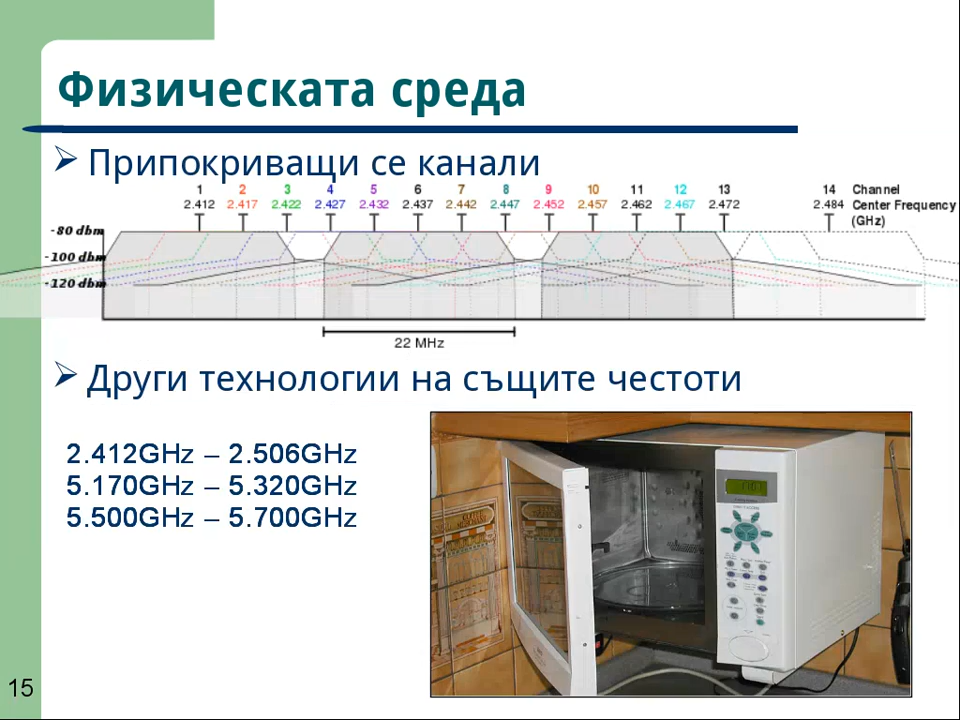 Физическата среда
Припокриващи се канали
1 2 3 4 5 6 7 8 9 10 11 12 13 14 Channel
2.412 2.417 2.422 2.427 2.432 2.437 2.442 2.447 2.452 2.457 2.462 2.467 2.472 2.484 Center Frequency
(GHz)
-80 dbm
-100 dbm
-120 dbm
22 MHz
Други технологии на същите честоти
2.412GHz – 2.506GHz
5.170GHz – 5.320GHz
5.500GHz – 5.700GHz
15